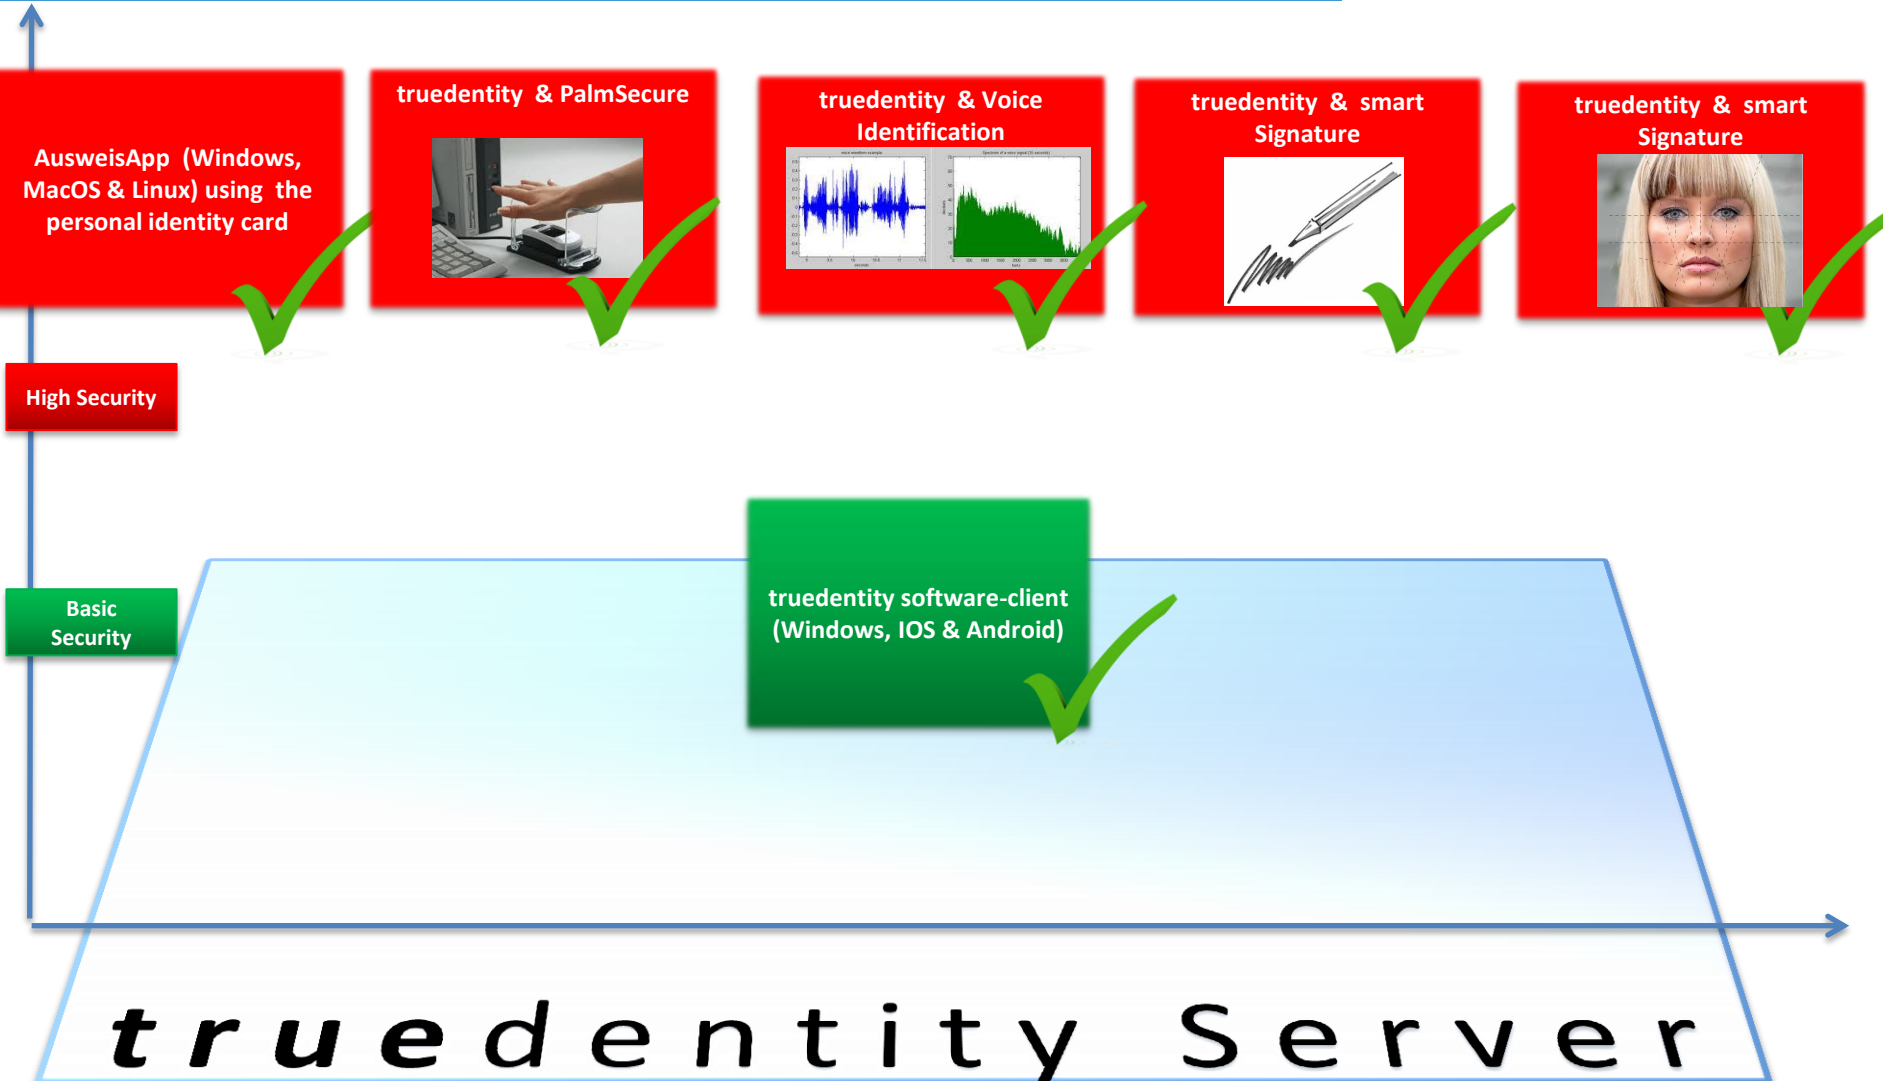 AusweisApp (Windows,
MacOS & Linux) using the
personal identity card
truedentity & PalmSecure
truedentity & Voice
Identification
truedentity & smart
Signature
truedentity & smart
Signature
High Security
Basic
Security
truedentity software-client
(Windows, IOS & Android)
truedentity Server